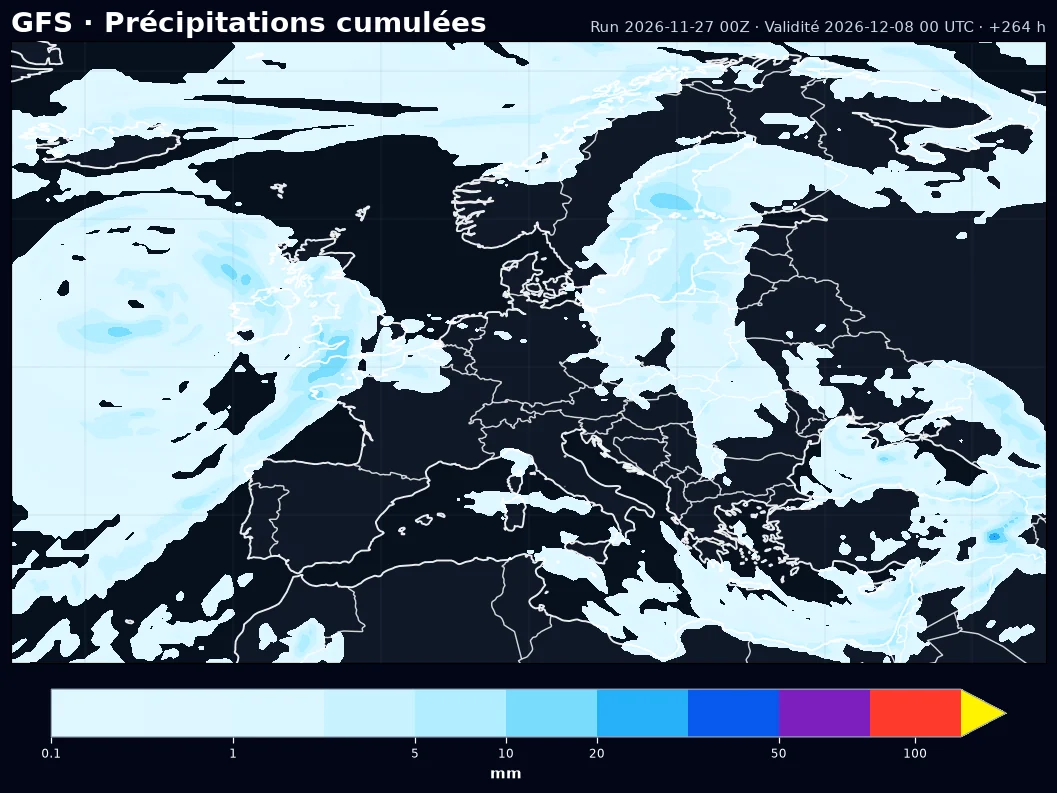 GFS · Précipitations cumulées
Run 2026-11-27 00Z · Validité 2026-12-08 00 UTC · +264 h
0.1 1 5 10 20 50 100
mm